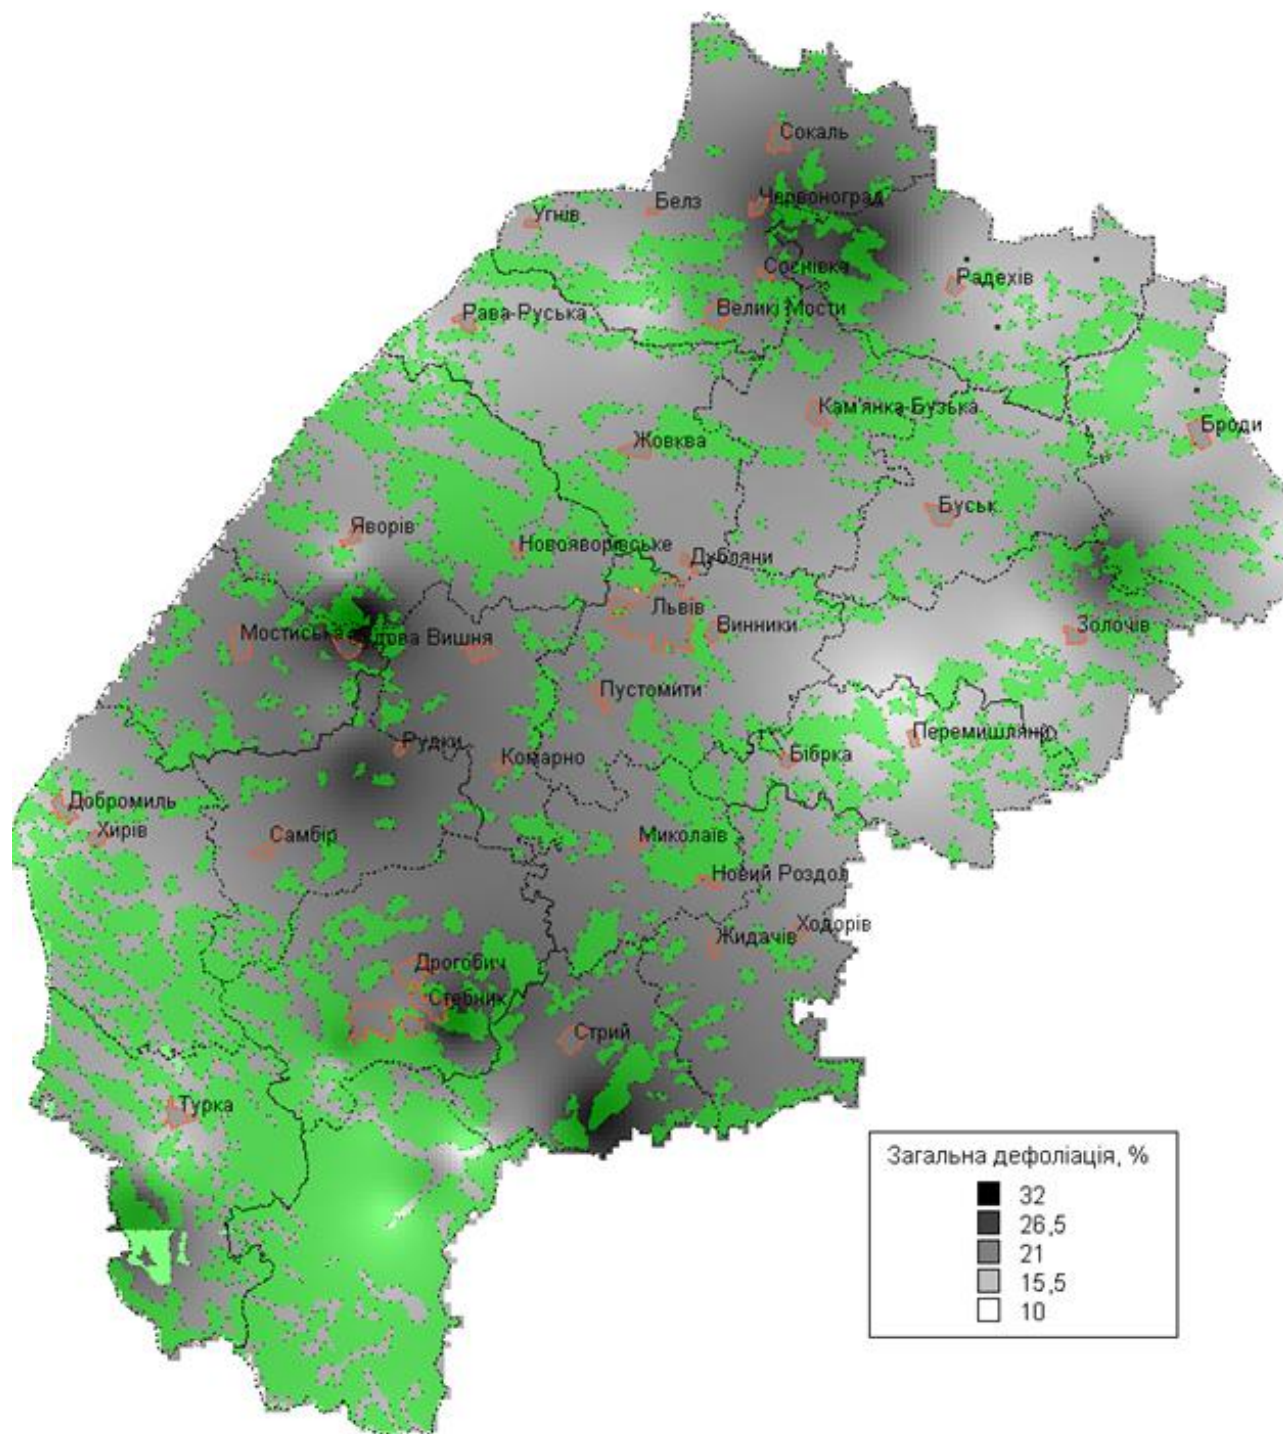 Сокаль
Червоноград
Белз
Угнів
Соснівка
Радехів
Рава-Руська
Великі Мости
Кам'янка-Бузька
Броди
Жовква
Буськ
Яворів
Новояворівське
Дубляни
Львів
Винники
Золочів
Мостиська
дова Вишня
Пустомити
Перемишляни
Рудки
Комарно
Бібрка
Добромиль
Хирів
Самбір
Миколаїв
Новий Роздол
Ходорів
Жидачів
Дрогобич
Стебник
Стрий
Турка
Загальна дефоліація, %
32
26,5
21
15,5
10